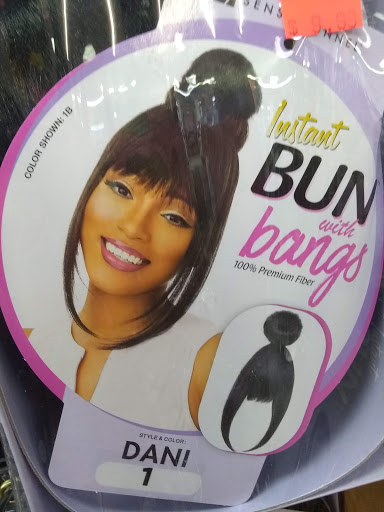 COLOR SHOWN: 1B
Instant
BUN
with
bangs
100% Premium Fiber
STYLE & COLOR:
DANI
1